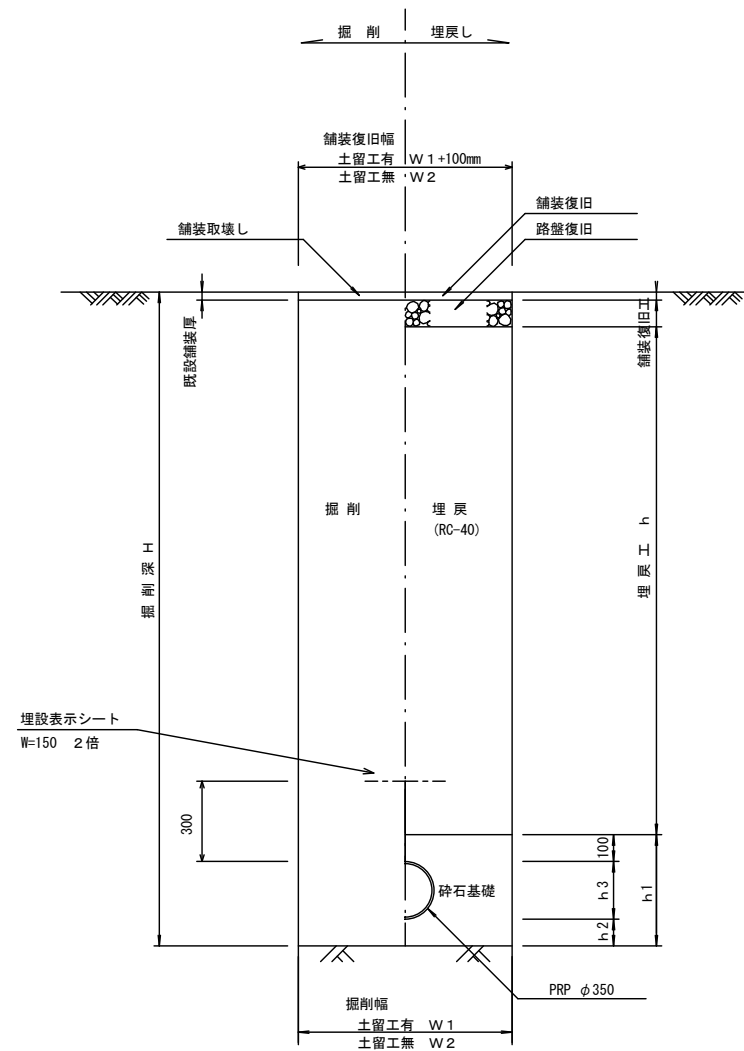 掘 削 埋戻し
舗装復旧幅
土留工有 W1+100mm
土留工無 W2
舗装復旧
舗装取壊し
路盤復旧
既設舗装厚
舗装復旧工
掘 削
埋 戻
(RC-40)
掘 削 深 H
埋 戻 工 h
埋設表示シート
W=150 2倍
300
100
h3
h2
h1
砕石基礎
PRP φ350
掘削幅
土留工有 W1
土留工無 W2